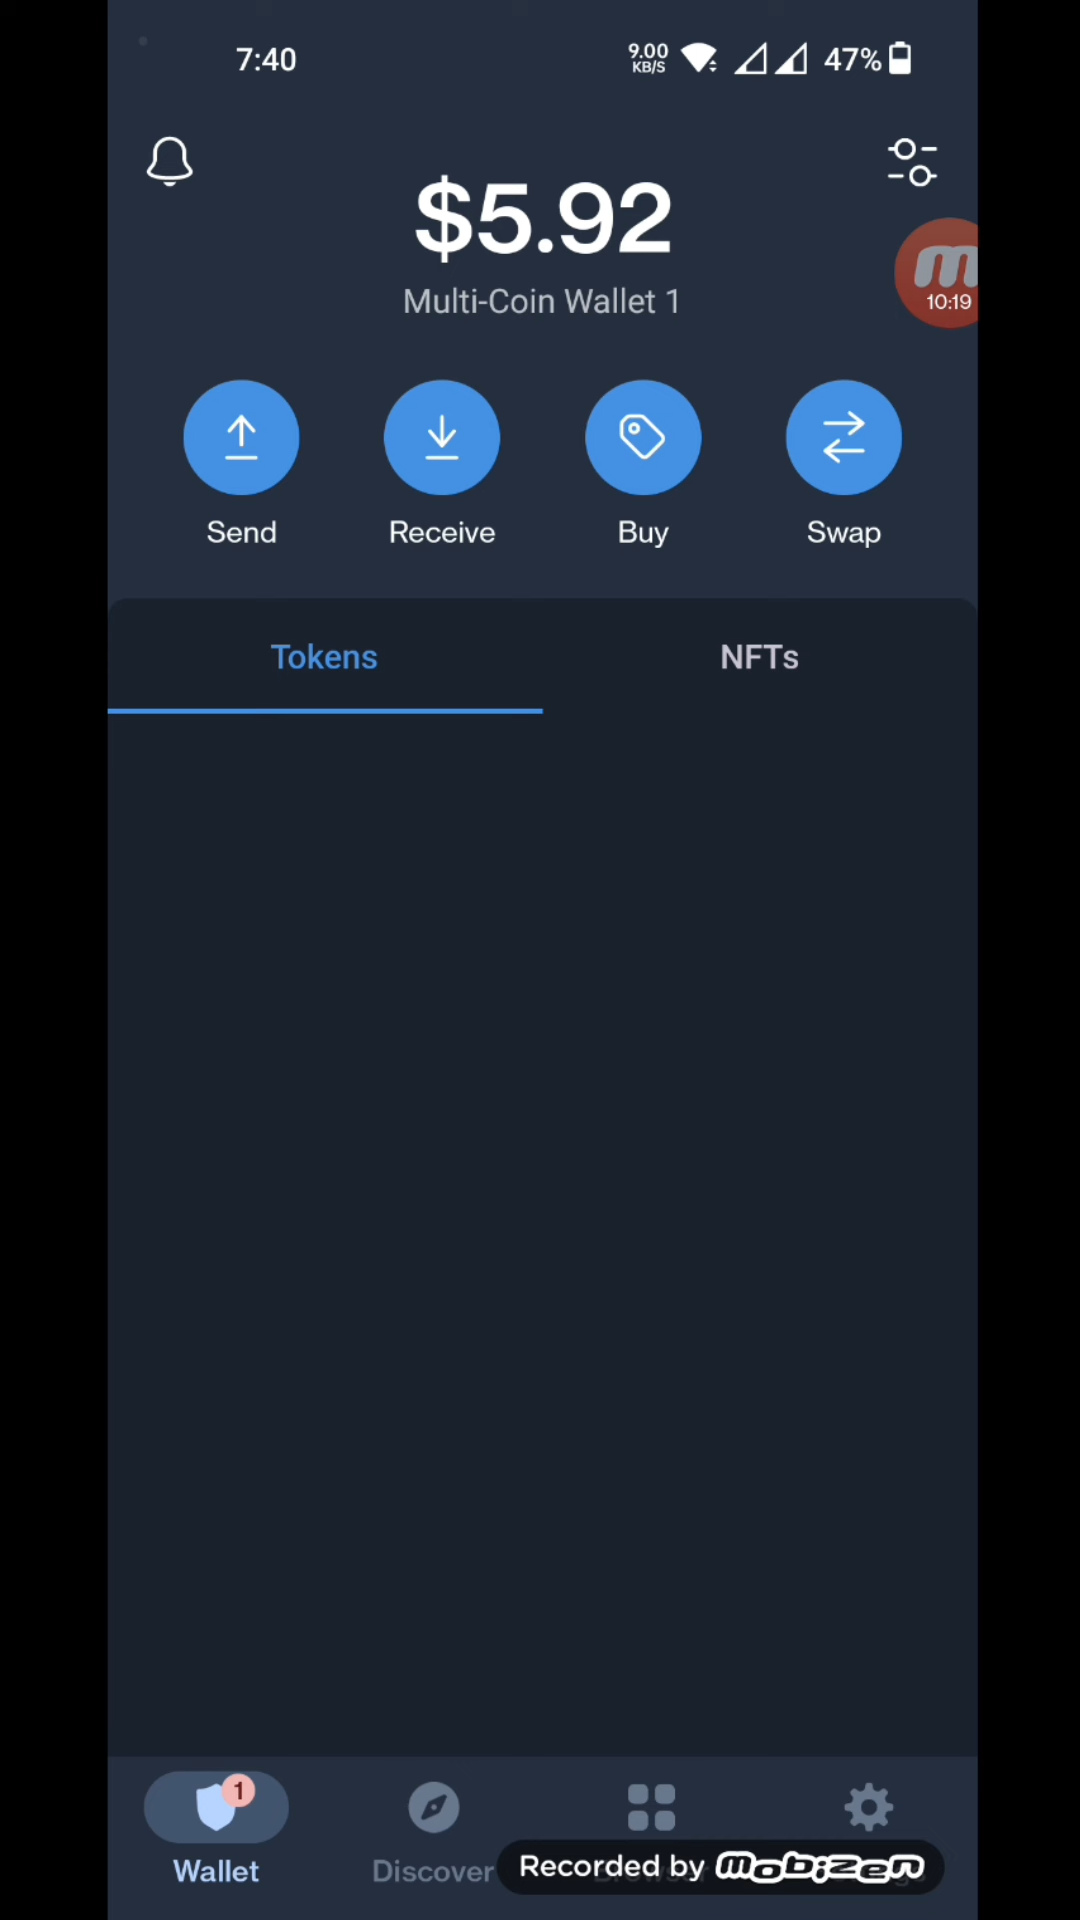 7:40
9.00
KB/S
47%
$5.92
Multi-Coin Wallet 1
m
10:19
Send
Receive
Buy
Swap
Tokens
NFTs
1
Wallet
Discover
Recorded by mobizen